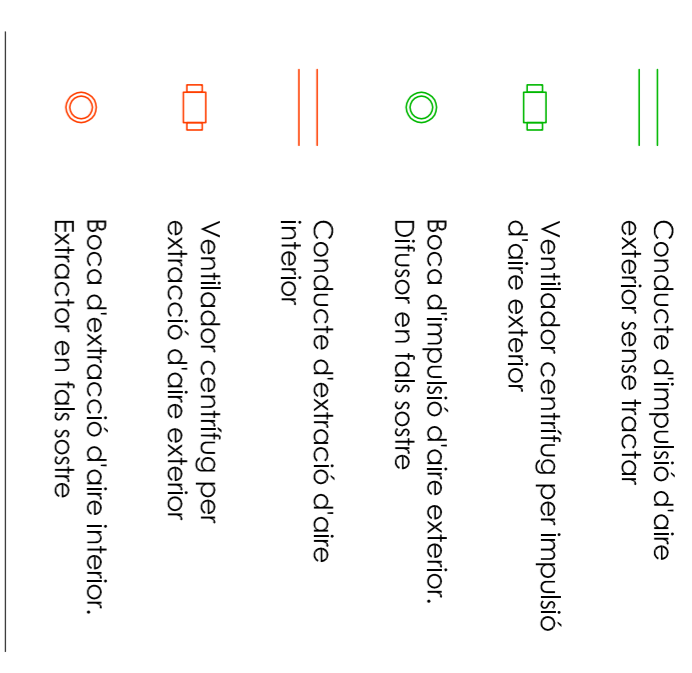 Conducte d'impulsió d'aire
exterior sense tractar
Ventilador centrífug per impulsió
d'aire exterior
Boca d'impulsió d'aire exterior.
Difusor en fals sostre
Conducte d'extració d'aire
interior
Ventilador centrífug per
extracció d'aire exterior
Boca d'extracció d'aire interior.
Extractor en fals sostre